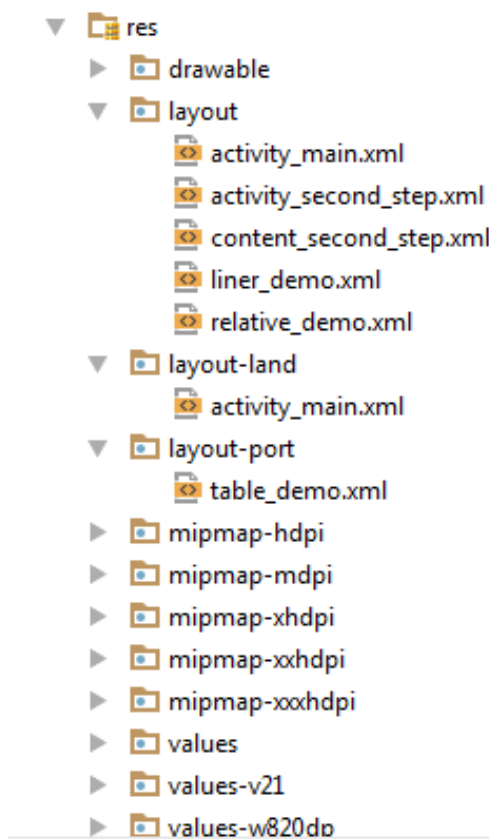 res
drawable
layout
activity_main.xml
activity_second_step.xml
content_second_step.xml
liner_demo.xml
relative_demo.xml
layout-land
activity_main.xml
layout-port
table_demo.xml
mipmap-hdpi
mipmap-mdpi
mipmap-xhdpi
mipmap-xxhdpi
mipmap-xxxhdpi
values
values-v21
values-w820dp